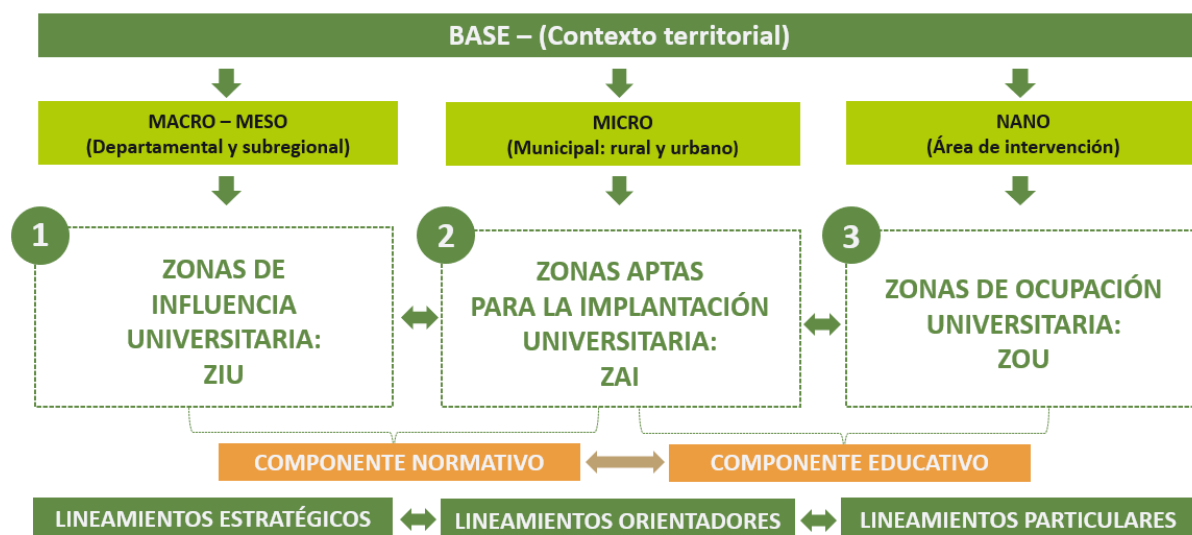 BASE – (Contexto territorial)
MACRO – MESO
(Departamental y subregional)
MICRO
(Municipal: rural y urbano)
NANO
(Área de intervención)
1
ZONAS DE
INFLUENCIA
UNIVERSITARIA:
ZIU
2
ZONAS APTAS
PARA LA IMPLANTACIÓN
UNIVERSITARIA:
ZAI
3
ZONAS DE OCUPACIÓN
UNIVERSITARIA:
ZOU
COMPONENTE NORMATIVO
COMPONENTE EDUCATIVO
LINEAMIENTOS ESTRATÉGICOS
LINEAMIENTOS ORIENTADORES
LINEAMIENTOS PARTICULARES